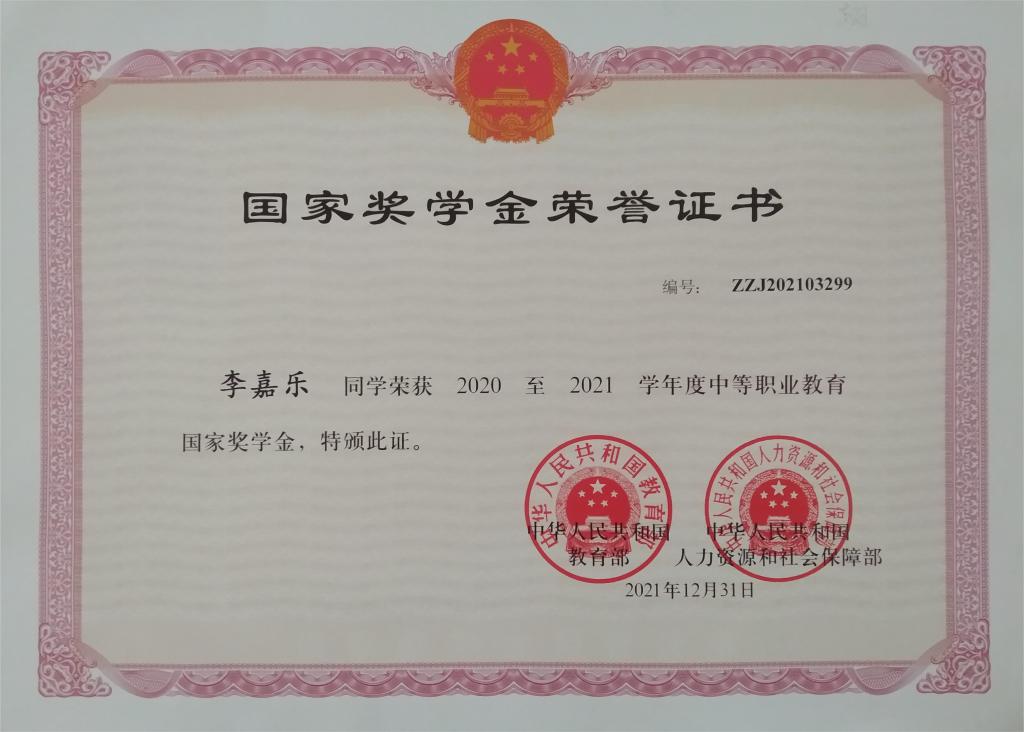 国家奖学金荣誉证书
编号： ZZJ202103299
李嘉乐 同学荣获 2020 至 2021 学年度中等职业教育
国家奖学金，特颁此证。
中华人民共和国教育部
中华人民共和国人力资源和社会保障部
中华人民共和国 中华人民共和国
教育部 人力资源和社会保障部
2021年12月31日